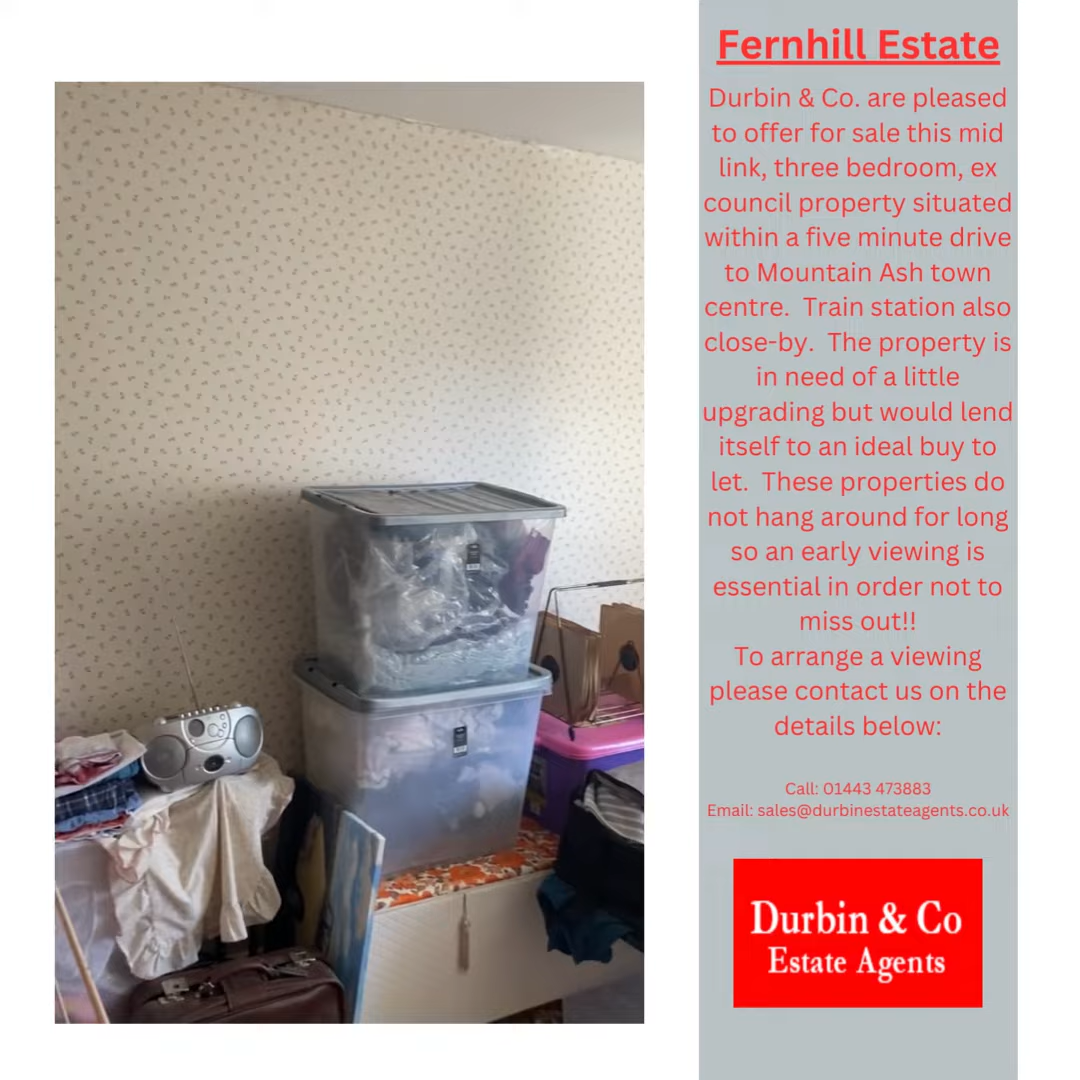 Fernhill Estate
Durbin & Co. are pleased
to offer for sale this mid
link, three bedroom, ex
council property situated
within a five minute drive
to Mountain Ash town
centre.  Train station also
close-by.  The property is
in need of a little
upgrading but would lend
itself to an ideal buy to
let.  These properties do
not hang around for long
so an early viewing is
essential in order not to
miss out!!
To arrange a viewing
please contact us on the
details below:
Call: 01443 473883
Email: sales@durbinestateagents.co.uk
Durbin & Co
Estate Agents